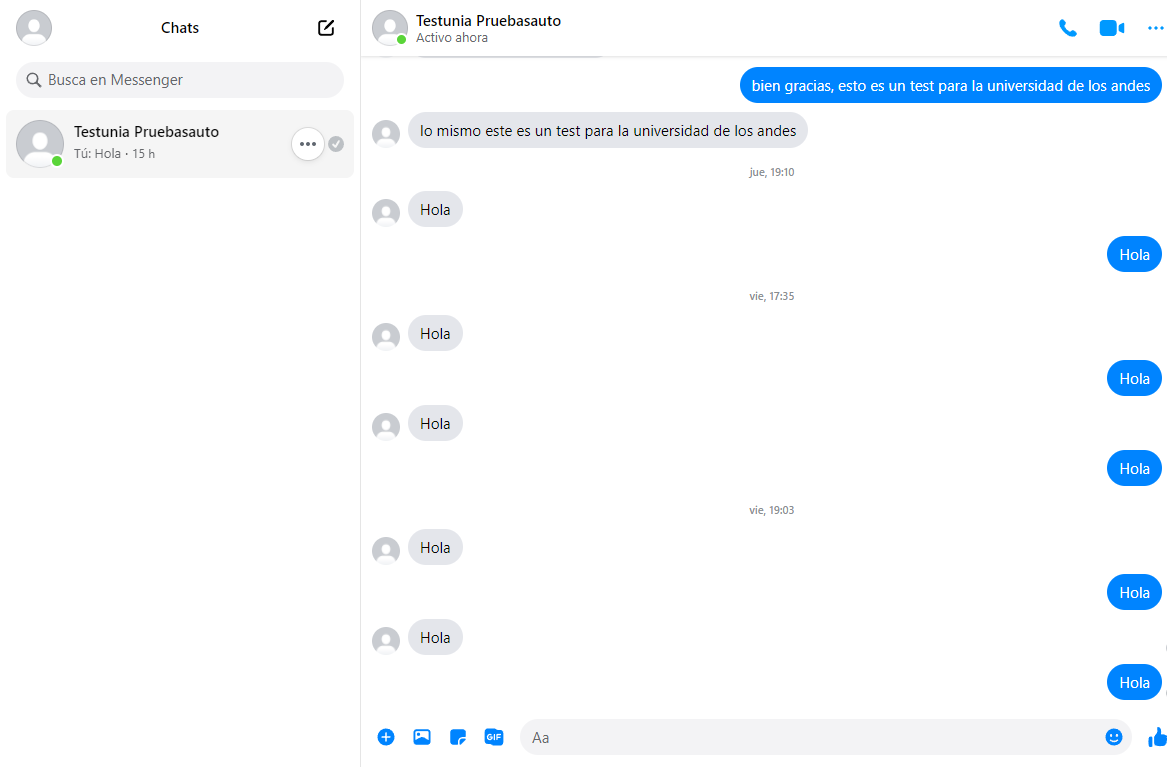 Chats
Busca en Messenger
Testunia Pruebasauto
Tú: Hola · 15 h
Testunia Pruebasauto
Activo ahora
bien gracias, esto es un test para la universidad de los andes
lo mismo este es un test para la universidad de los andes
jue, 19:10
Hola
Hola
vie, 17:35
Hola
Hola
Hola
Hola
vie, 19:03
Hola
Hola
Hola
Hola
GIF
Aa